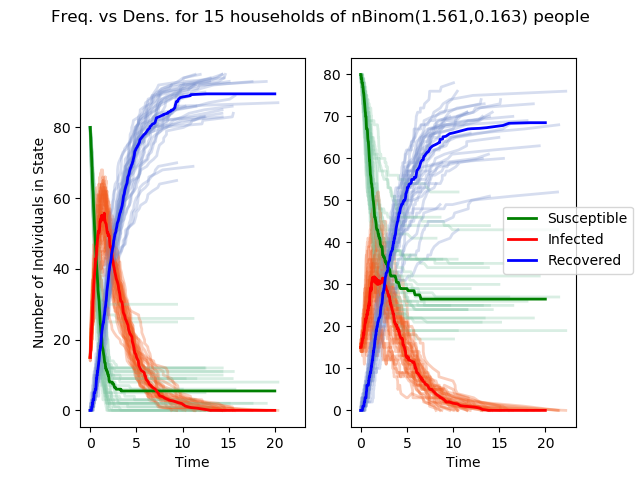 Freq. vs Dens. for 15 households of nBinom(1.561,0.163) people
Number of Individuals in State
80
60
40
20
0
0 5 10 15 20
Time
80
70
60
50
40
30
20
10
0
0 5 10 15 20
Time
Susceptible
Infected
Recovered